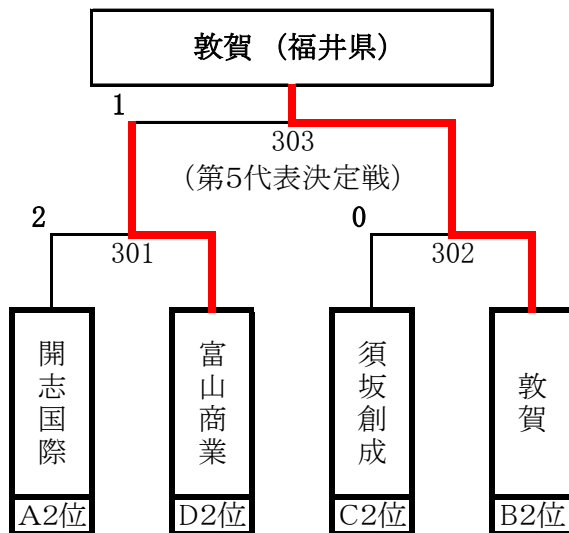 敦賀 (福井県)
1
303
(第5代表決定戦)
2
301
0
302
開志国際
富山商業
須坂創成
敦賀
A2位
D2位
C2位
B2位